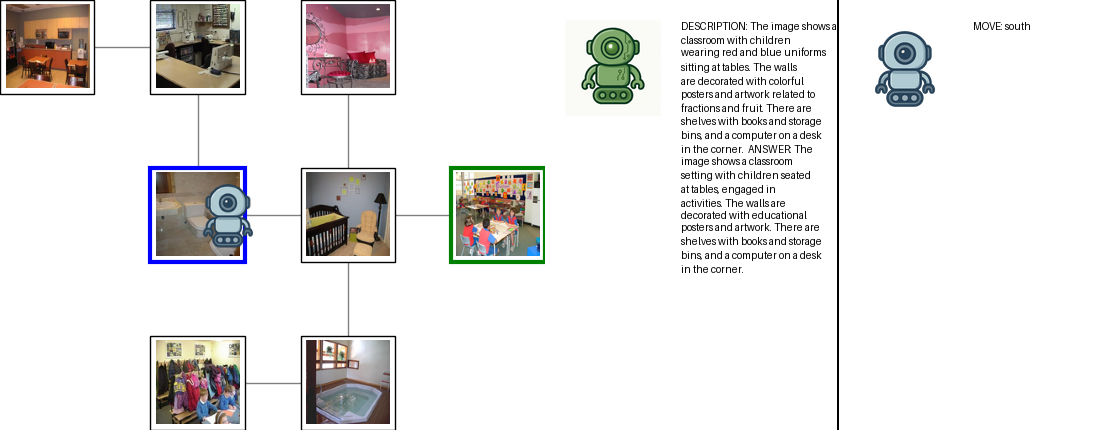 DESCRIPTION: The image shows a
classroom with children
wearing red and blue uniforms
sitting at tables. The walls
are decorated with colorful
posters and artwork related to
fractions and fruit. There are
shelves with books and storage
bins, and a computer on a desk
in the corner.  ANSWER: The
image shows a classroom
setting with children seated
at tables, engaged in
activities. The walls are
decorated with educational
posters and artwork. There are
shelves with books and storage
bins, and a computer on a desk
in the corner.
MOVE: south